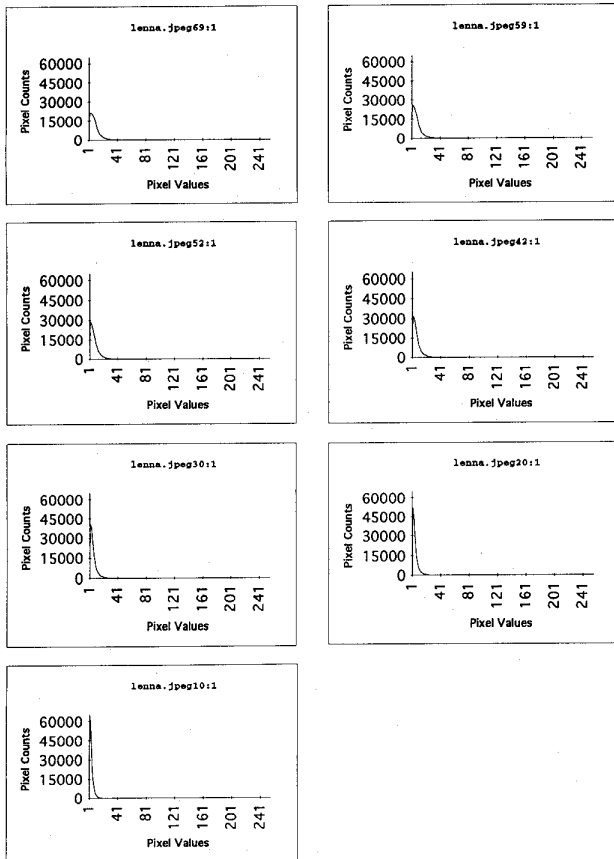 lenna.jpeg69:1
Pixel Counts
60000
45000
30000
15000
0
1 41 81 121 161 201 241
Pixel Values
lenna.jpeg59:1
Pixel Counts
60000
45000
30000
15000
0
1 41 81 121 161 201 241
Pixel Values
lenna.jpeg52:1
Pixel Counts
60000
45000
30000
15000
0
1 41 81 121 161 201 241
Pixel Values
lenna.jpeg42:1
Pixel Counts
60000
45000
30000
15000
0
1 41 81 121 161 201 241
Pixel Values
lenna.jpeg30:1
Pixel Counts
60000
45000
30000
15000
0
1 41 81 121 161 201 241
Pixel Values
lenna.jpeg20:1
Pixel Counts
60000
45000
30000
15000
0
1 41 81 121 161 201 241
Pixel Values
lenna.jpeg10:1
Pixel Counts
60000
45000
30000
15000
0
1 41 81 121 161 201 241
Pixel Values